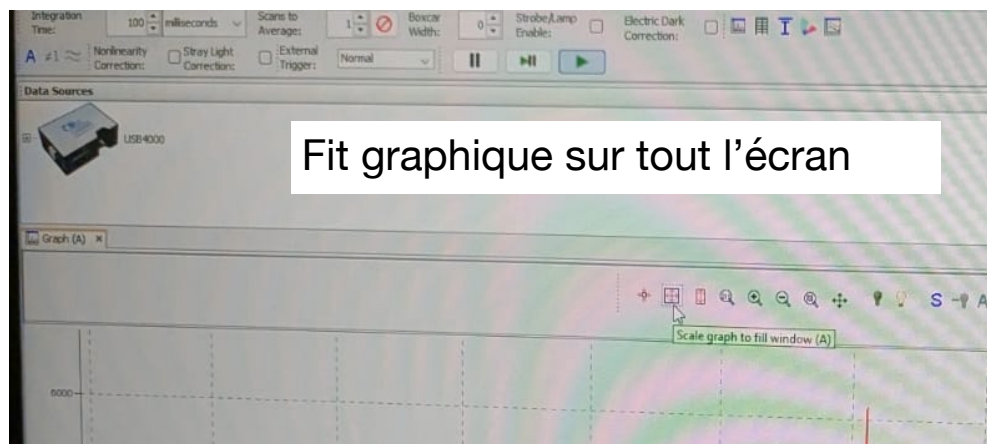 Integration Time: 100 milliseconds Scans to Average: 1 Boxcar Width: 0 Strobe/Lamp Enable: Electric Dark Correction:
A ≠1 Nonlinearity Correction: Stray Light Correction: External Trigger: Normal
Data Sources
USB4000
Fit graphique sur tout l'écran
Graph (A)
S
Scale graph to fill window (A)
6000